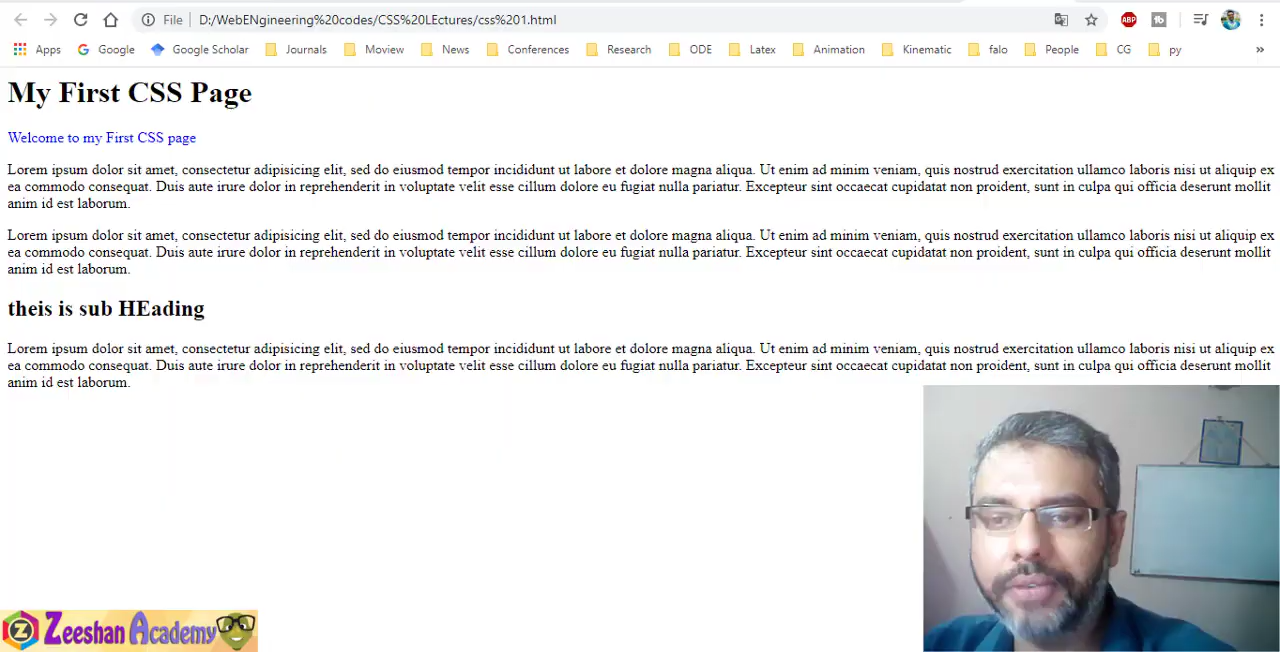 File D:/WebENgineering%20codes/CSS%20LEctures/css%201.html ABP
Apps Google Google Scholar Journals Moview News Conferences Research ODE Latex Animation Kinematic falo People CG py »
My First CSS Page
Welcome to my First CSS page
Lorem ipsum dolor sit amet, consectetur adipisicing elit, sed do eiusmod tempor incididunt ut labore et dolore magna aliqua. Ut enim ad minim veniam, quis nostrud exercitation ullamco laboris nisi ut aliquip ex
ea commodo consequat. Duis aute irure dolor in reprehenderit in voluptate velit esse cillum dolore eu fugiat nulla pariatur. Excepteur sint occaecat cupidatat non proident, sunt in culpa qui officia deserunt mollit
anim id est laborum.
Lorem ipsum dolor sit amet, consectetur adipisicing elit, sed do eiusmod tempor incididunt ut labore et dolore magna aliqua. Ut enim ad minim veniam, quis nostrud exercitation ullamco laboris nisi ut aliquip ex
ea commodo consequat. Duis aute irure dolor in reprehenderit in voluptate velit esse cillum dolore eu fugiat nulla pariatur. Excepteur sint occaecat cupidatat non proident, sunt in culpa qui officia deserunt mollit
anim id est laborum.
theis is sub HEading
Lorem ipsum dolor sit amet, consectetur adipisicing elit, sed do eiusmod tempor incididunt ut labore et dolore magna aliqua. Ut enim ad minim veniam, quis nostrud exercitation ullamco laboris nisi ut aliquip ex
ea commodo consequat. Duis aute irure dolor in reprehenderit in voluptate velit esse cillum dolore eu fugiat nulla pariatur. Excepteur sint occaecat cupidatat non proident, sunt in culpa qui officia deserunt mollit
anim id est laborum.
Z Zeeshan Academy